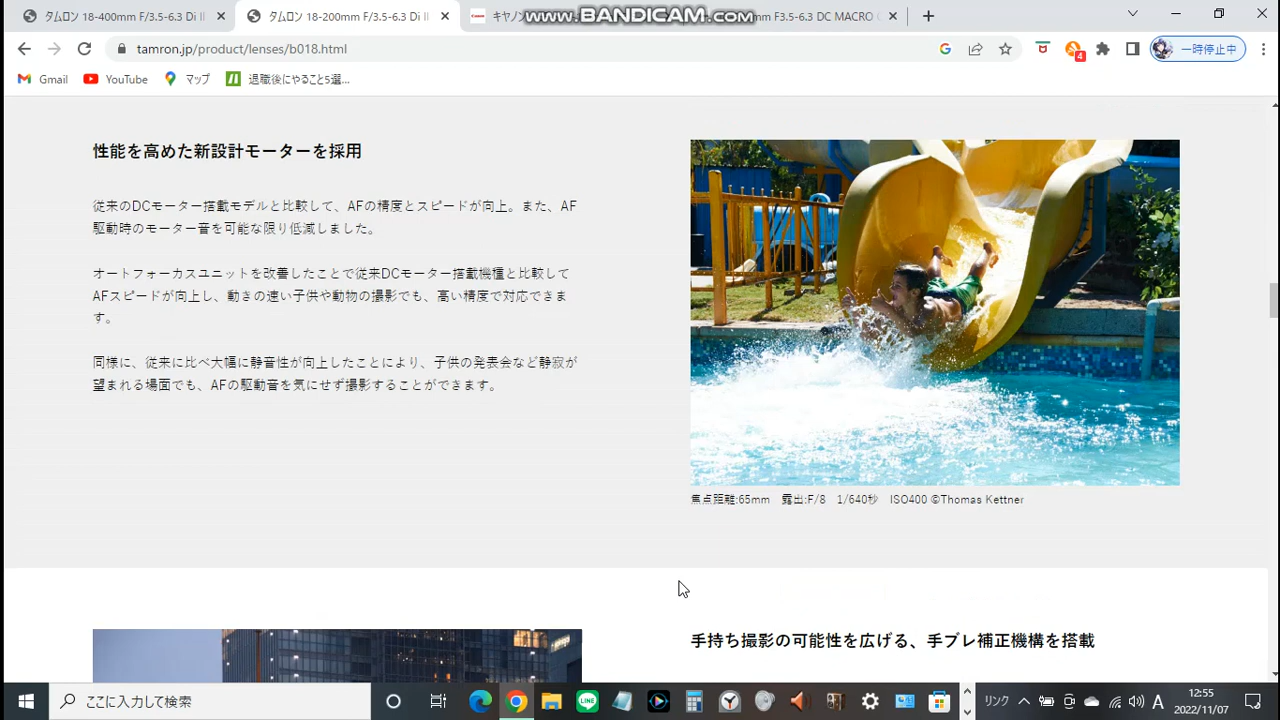 タムロン 18-400mm F/3.5-6.3 Di I
タムロン 18-200mm F/3.5-6.3 Di I
Canon
キヤノン
WWW.BANDICAM.COM
mm F3.5-6.3 DC MACRO
tamron.jp/product/lenses/b018.html
4
一時停止中
Gmail
YouTube
マップ
退職後にやること5選...
性能を高めた新設計モーターを採用
従来のDCモーター搭載モデルと比較して、AFの精度とスピードが向上。また、AF
駆動時のモーター音を可能な限り低減しました。
オートフォーカスユニットを改善したことで従来DCモーター搭載機種と比較して
AFスピードが向上し、動きの速い子供や動物の撮影でも、高い精度で対応できま
す。
同様に、従来に比べ大幅に静音性が向上したことにより、子供の発表会など静寂が
望まれる場面でも、AFの駆動音を気にせず撮影することができます。
焦点距離:65mm 露出:F/8 1/640秒 ISO400 ©Thomas Kettner
手持ち撮影の可能性を広げる、手ブレ補正機構を搭載
ここに入力して検索
LINE
リンク
A
12:55
2022/11/07